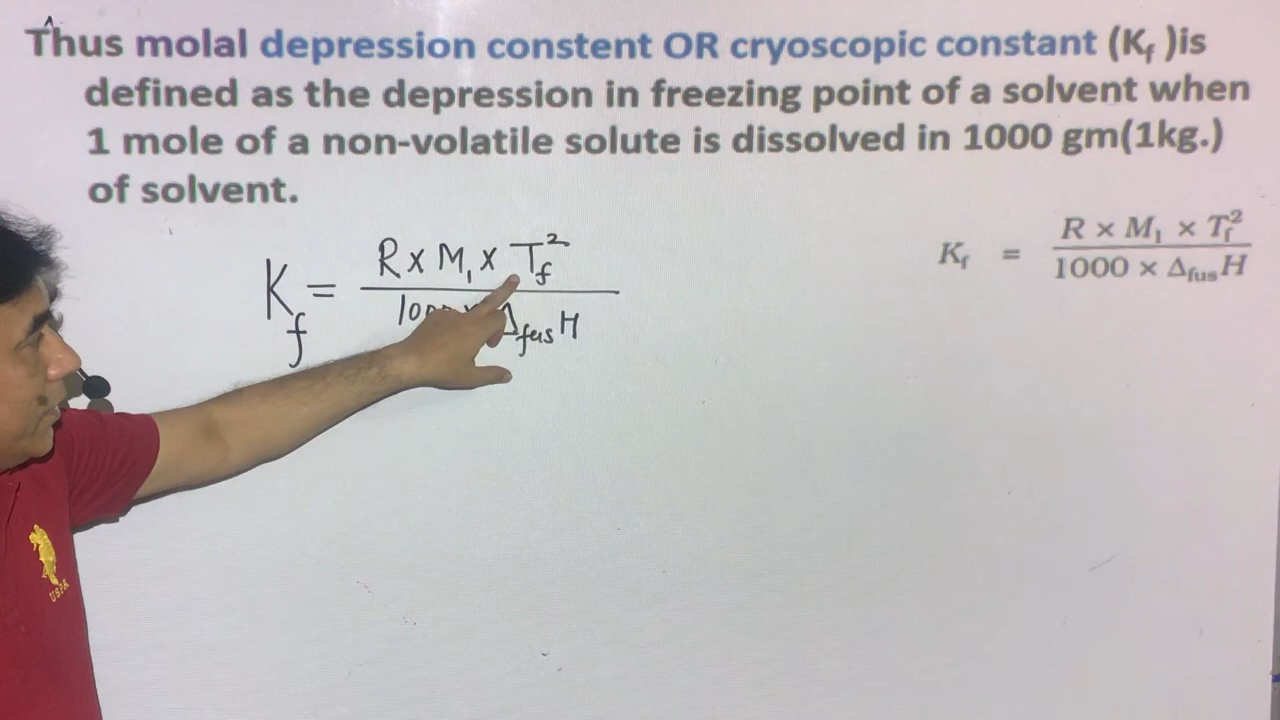 Thus molal depression constent OR cryoscopic constant (Kf )is
defined as the depression in freezing point of a solvent when
1 mole of a non-volatile solute is dissolved in 1000 gm(1kg.)
of solvent.
Kf = R × M1 × Tf² / 1000 × ΔfusH
Kf = R × M1 × Tf² / ΔfusH
USPA